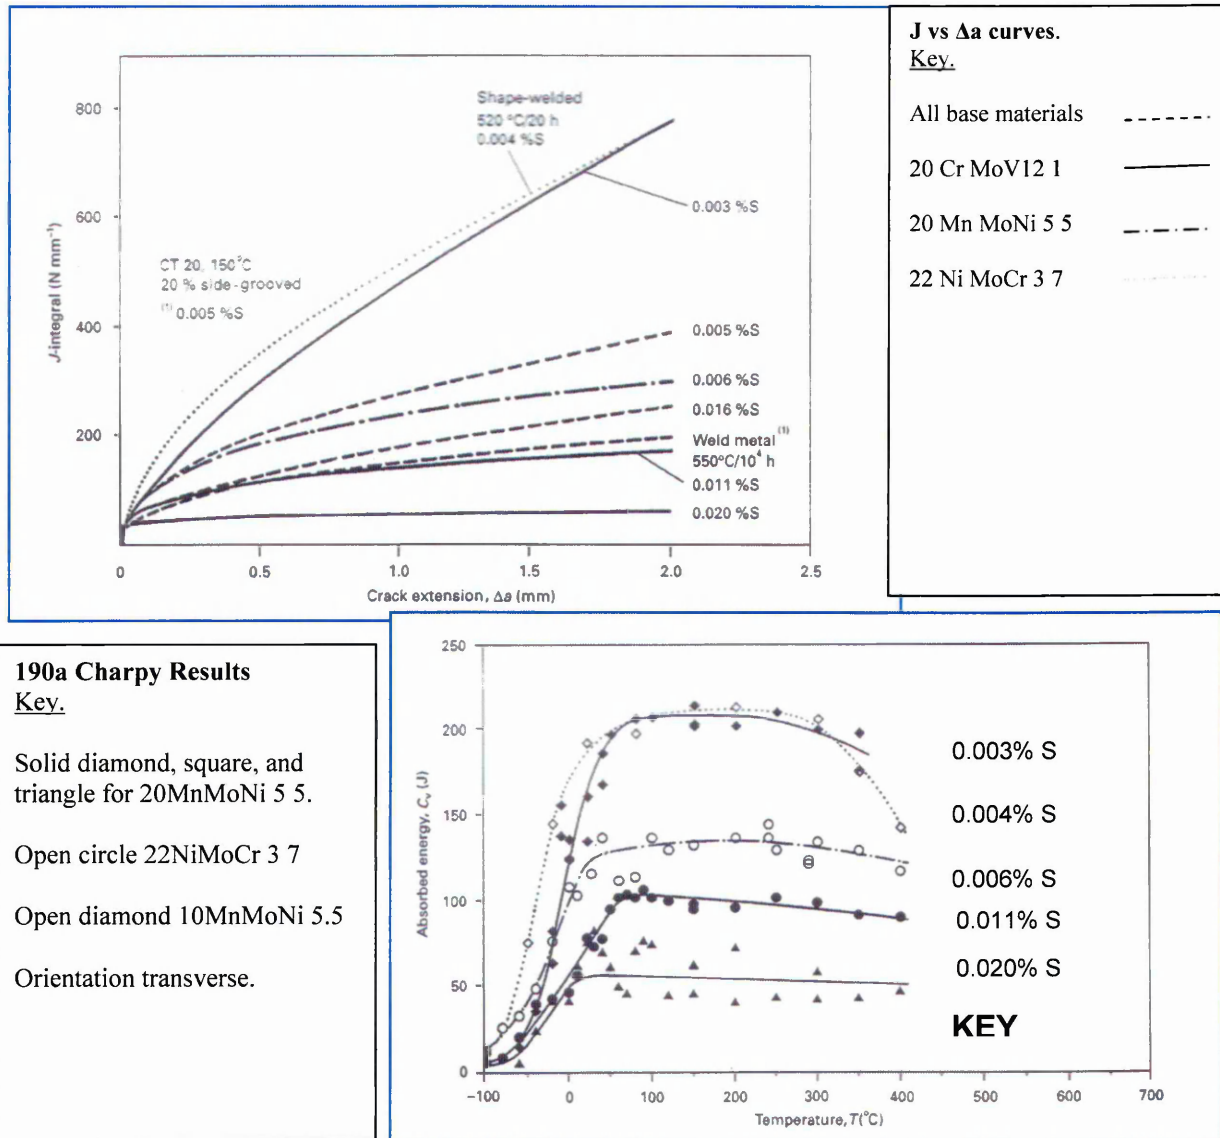 800
600
400
200
0
0.5
1.0
1.5
2.0
2.5
J-integral (N mm⁻¹)
Crack extension, Δa (mm)
Shape-welded
520 °C/20 h
0.004 %S
CT 20, 150°C
20 % side-grooved
(1) 0.005 %S
0.003 %S
0.005 %S
0.006 %S
0.016 %S
Weld metal (1)
550°C/10⁴ h
0.011 %S
0.020 %S
J vs Δa curves.
Key.
All base materials
20 Cr MoV12 1
20 Mn MoNi 5 5
22 Ni MoCr 3 7
190a Charpy Results
Key.
Solid diamond, square, and
triangle for 20MnMoNi 5 5.
Open circle 22NiMoCr 3 7
Open diamond 10MnMoNi 5.5
Orientation transverse.
250
200
150
100
50
0
Absorbed energy, Cᵥ (J)
−100
0
100
200
300
400
500
600
700
Temperature, T(°C)
0.003% S
0.004% S
0.006% S
0.011% S
0.020% S
KEY